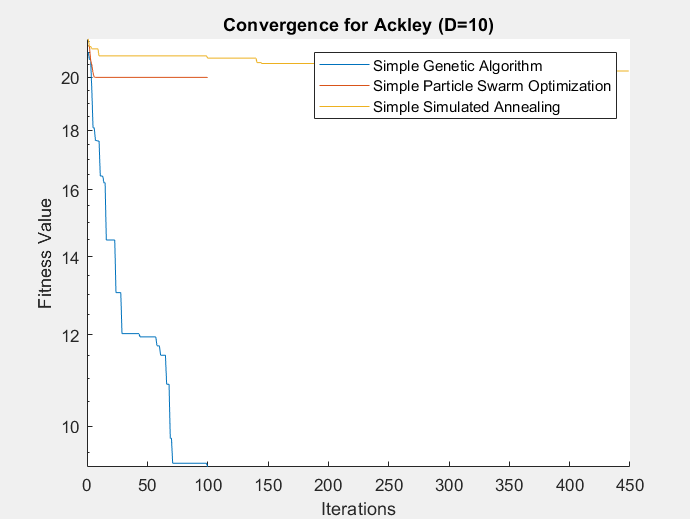 Convergence for Ackley (D=10)
Simple Genetic Algorithm
Simple Particle Swarm Optimization
Simple Simulated Annealing
20
18
16
14
12
10
Fitness Value
0 50 100 150 200 250 300 350 400 450
Iterations